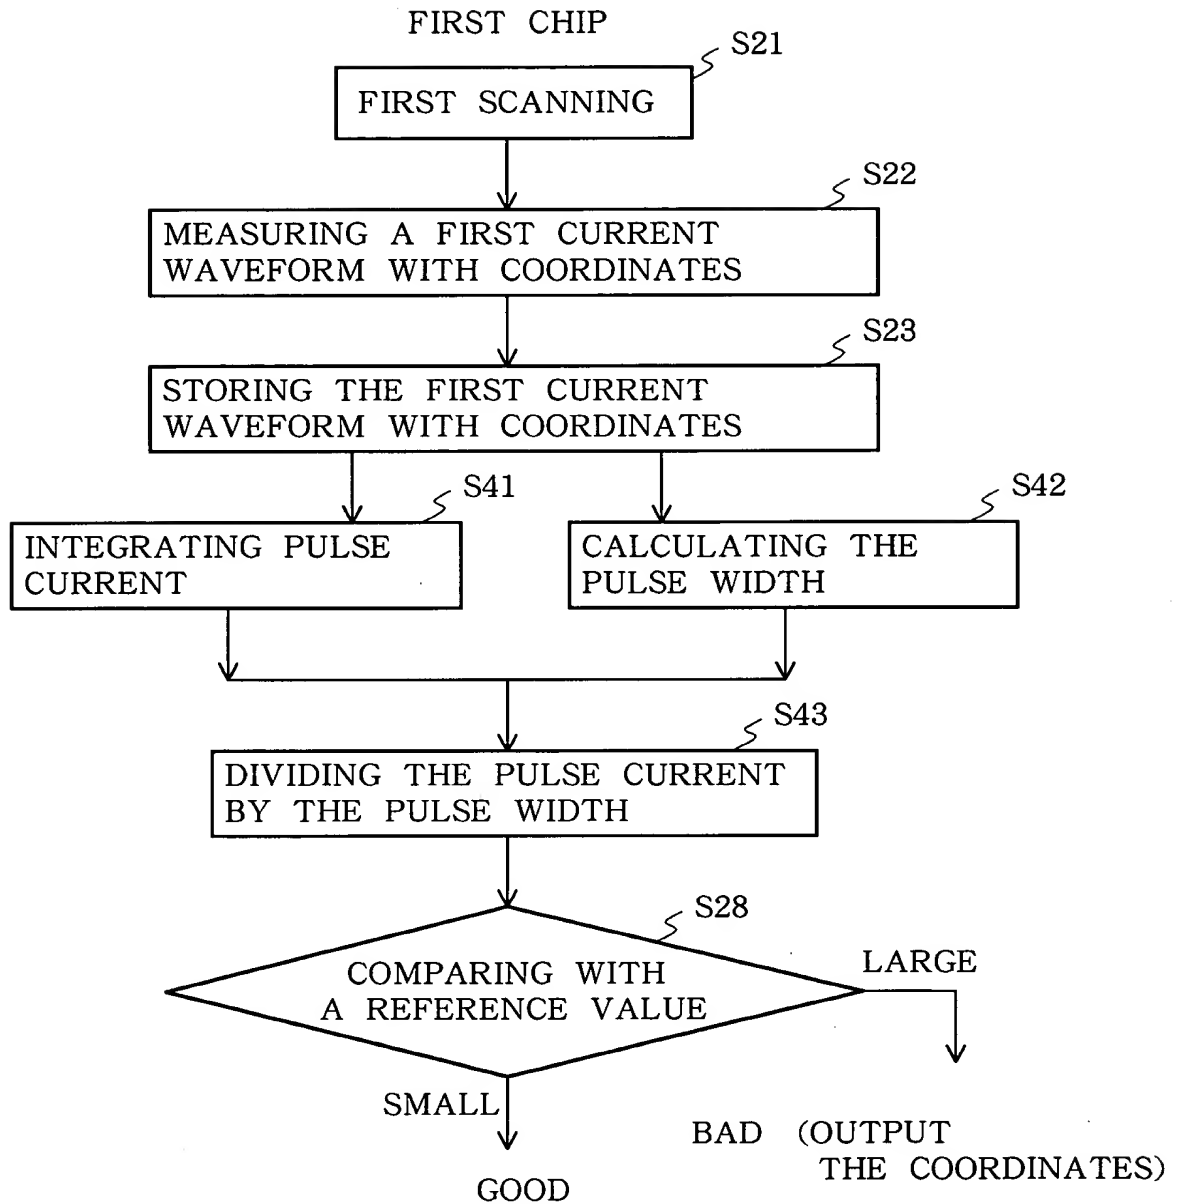 FIRST CHIP
S21
FIRST SCANNING
S22
MEASURING A FIRST CURRENT
WAVEFORM WITH COORDINATES
S23
STORING THE FIRST CURRENT
WAVEFORM WITH COORDINATES
S41
INTEGRATING PULSE
CURRENT
S42
CALCULATING THE
PULSE WIDTH
S43
DIVIDING THE PULSE CURRENT
BY THE PULSE WIDTH
S28
COMPARING WITH
A REFERENCE VALUE
LARGE
SMALL
BAD (OUTPUT
THE COORDINATES)
GOOD